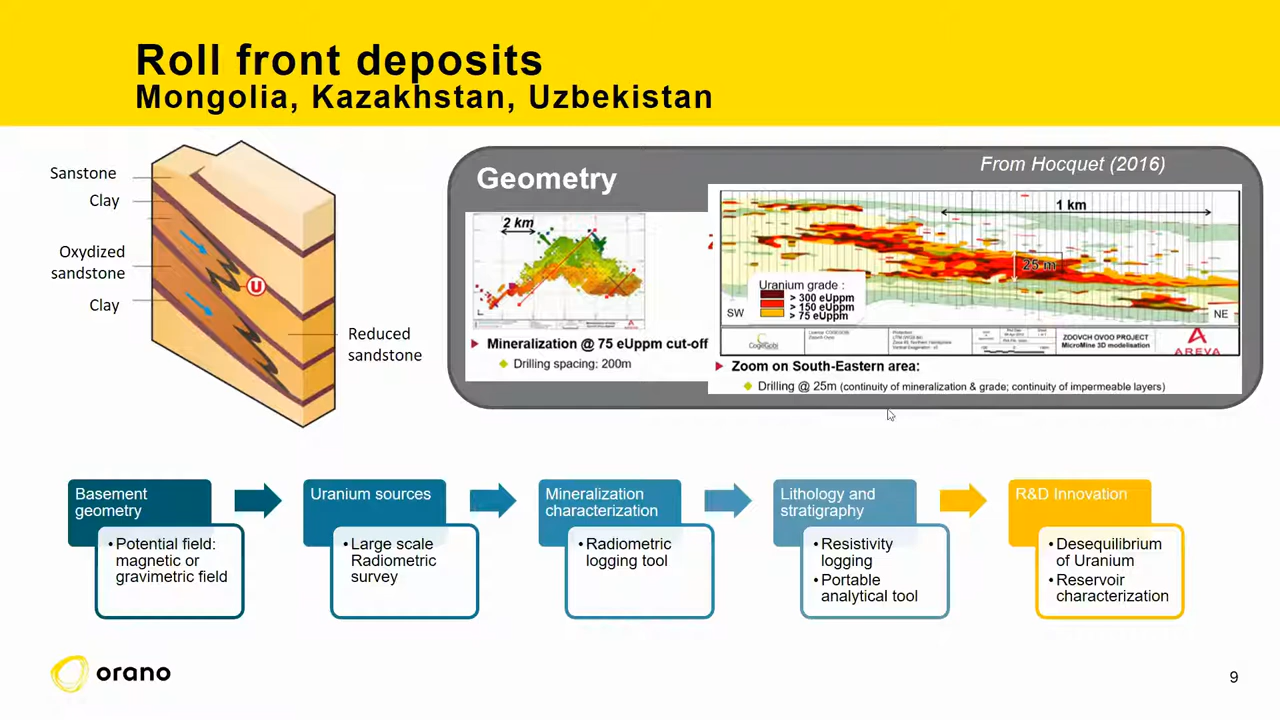 Roll front deposits
Mongolia, Kazakhstan, Uzbekistan
Sanstone
Clay
Oxydized
sandstone
Clay
U
Reduced
sandstone
Geometry
From Hocquet (2016)
2 km
Mineralization @ 75 eUppm cut-off
Drilling spacing: 200m
1 km
25 m
Uranium grade :
> 300 eUppm
> 150 eUppm
> 75 eUppm
SW
NE
CogeGobi
ZOOVCH OVOO PROJECT
MicroMine 3D modelisation
AREVA
Zoom on South-Eastern area:
Drilling @ 25m (continuity of mineralization & grade; continuity of impermeable layers)
Basement
geometry
•Potential field:
magnetic or
gravimetric field
Uranium sources
•Large scale
Radiometric
survey
Mineralization
characterization
•Radiometric
logging tool
Lithology and
stratigraphy
•Resistivity
logging
•Portable
analytical tool
R&D Innovation
•Desequilibrium
of Uranium
•Reservoir
characterization
orano
9